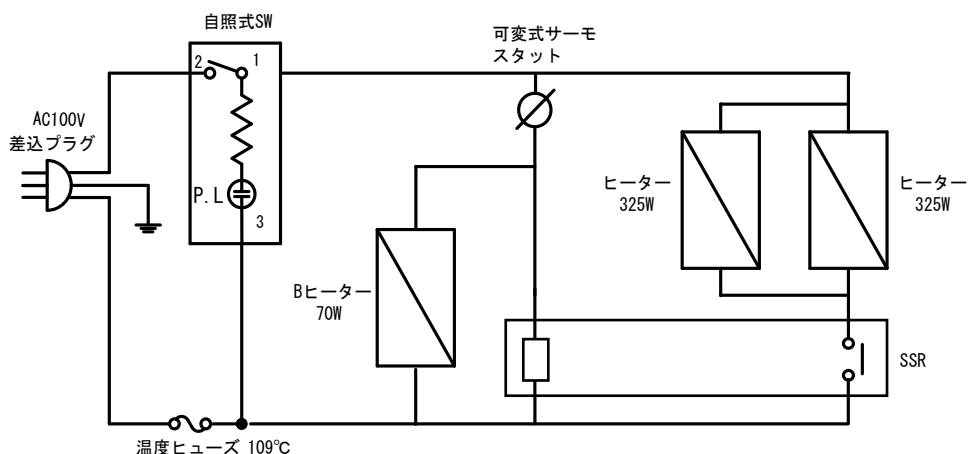 自照式SW
2
1
可変式サーモ
スタット
AC100V
差込プラグ
P.L
3
ヒーター
325W
ヒーター
325W
Bヒーター
70W
SSR
温度ヒューズ 109℃